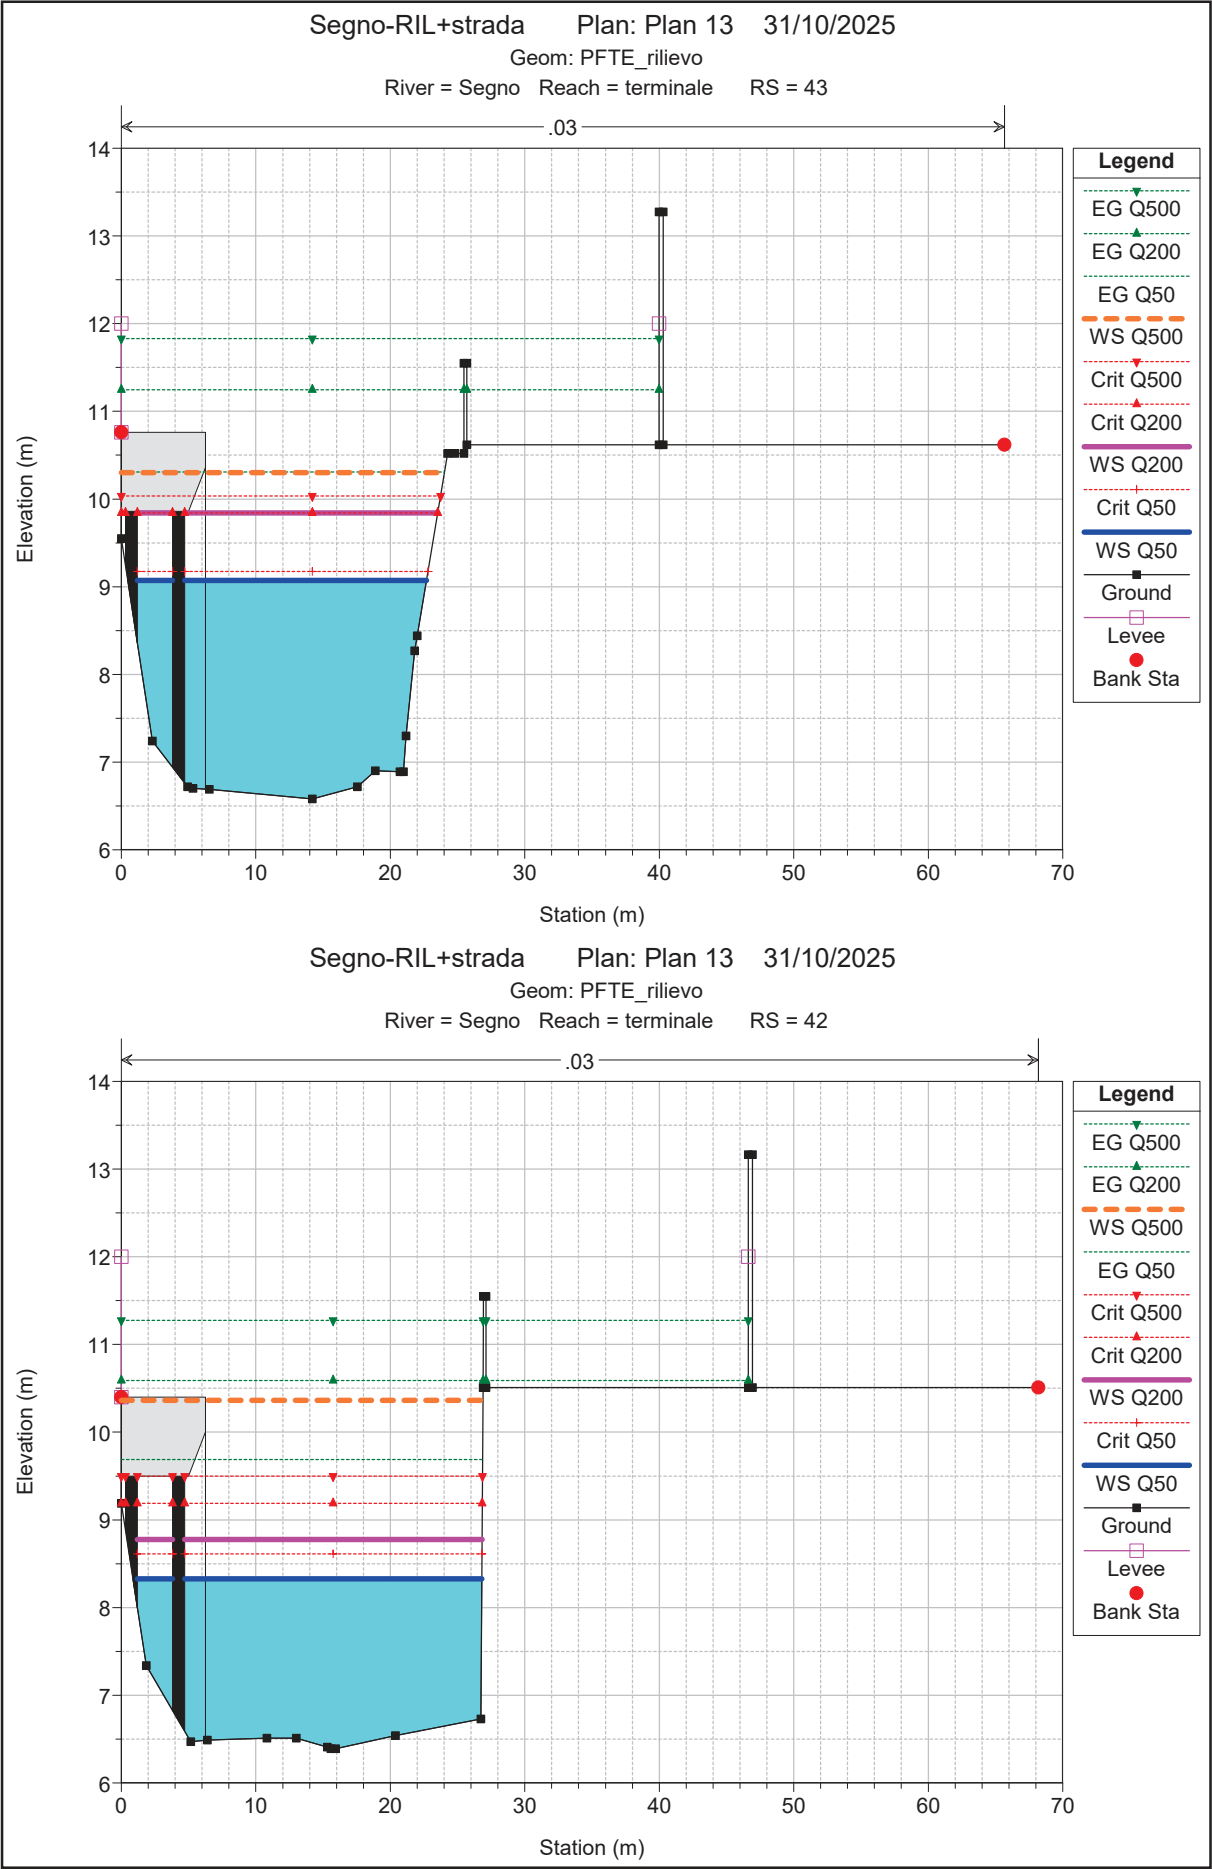 Segno-RIL+strada Plan: Plan 13 31/10/2025
Geom: PFTE_rilievo
River = Segno Reach = terminale RS = 43
.03
14
13
12
11
10
9
8
7
6
Elevation (m)
0 10 20 30 40 50 60 70
Station (m)
Legend
EG Q500
EG Q200
EG Q50
WS Q500
Crit Q500
Crit Q200
WS Q200
Crit Q50
WS Q50
Ground
Levee
Bank Sta
Segno-RIL+strada Plan: Plan 13 31/10/2025
Geom: PFTE_rilievo
River = Segno Reach = terminale RS = 42
.03
14
13
12
11
10
9
8
7
6
Elevation (m)
0 10 20 30 40 50 60 70
Station (m)
Legend
EG Q500
EG Q200
WS Q500
EG Q50
Crit Q500
Crit Q200
WS Q200
Crit Q50
WS Q50
Ground
Levee
Bank Sta